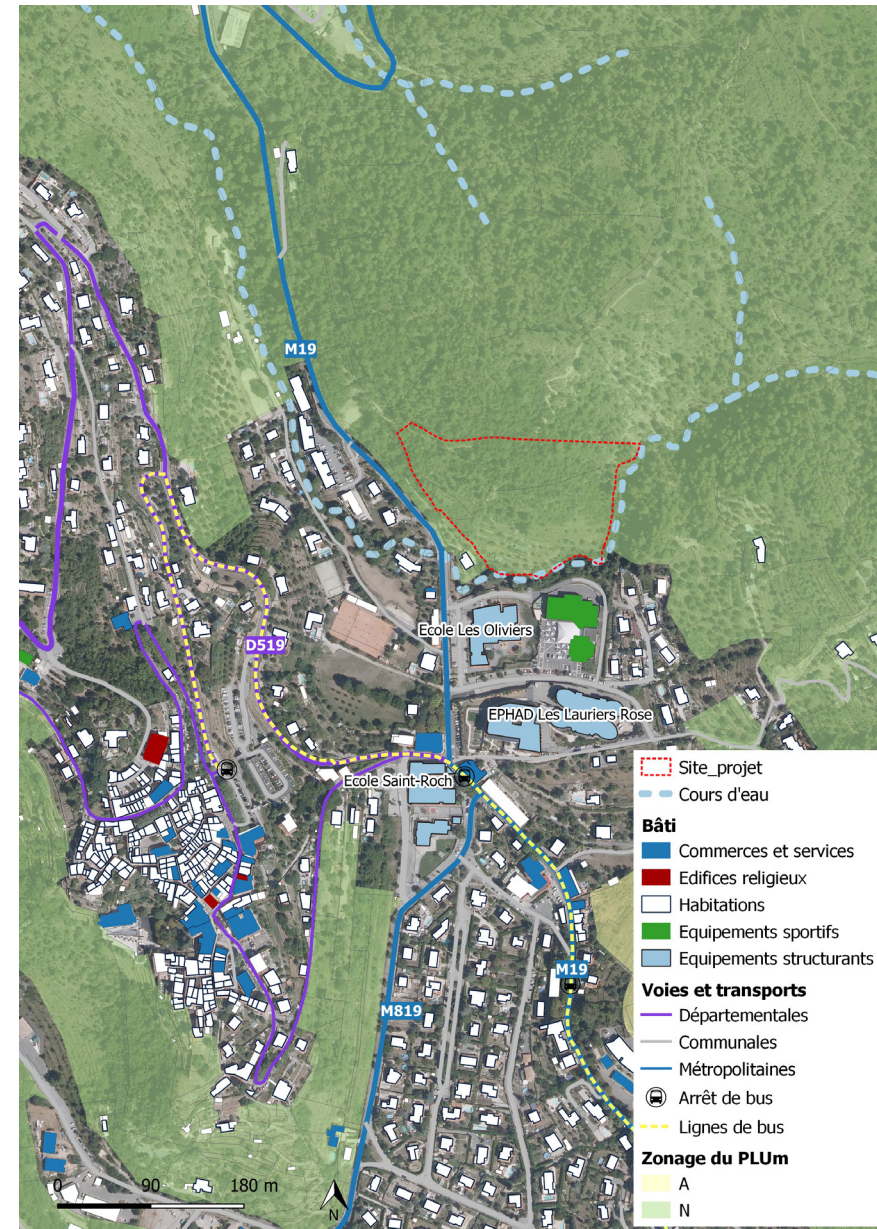 M19
D519
Ecole Les Oliviers
EPHAD Les Lauriers Rose
Ecole Saint-Roch
M19
M819
Site_projet
Cours d'eau
Bâti
Commerces et services
Edifices religieux
Habitations
Equipements sportifs
Equipements structurants
Voies et transports
Départementales
Communales
Métropolitaines
Arrêt de bus
Lignes de bus
Zonage du PLUm
A
N
0 90 180 m
N